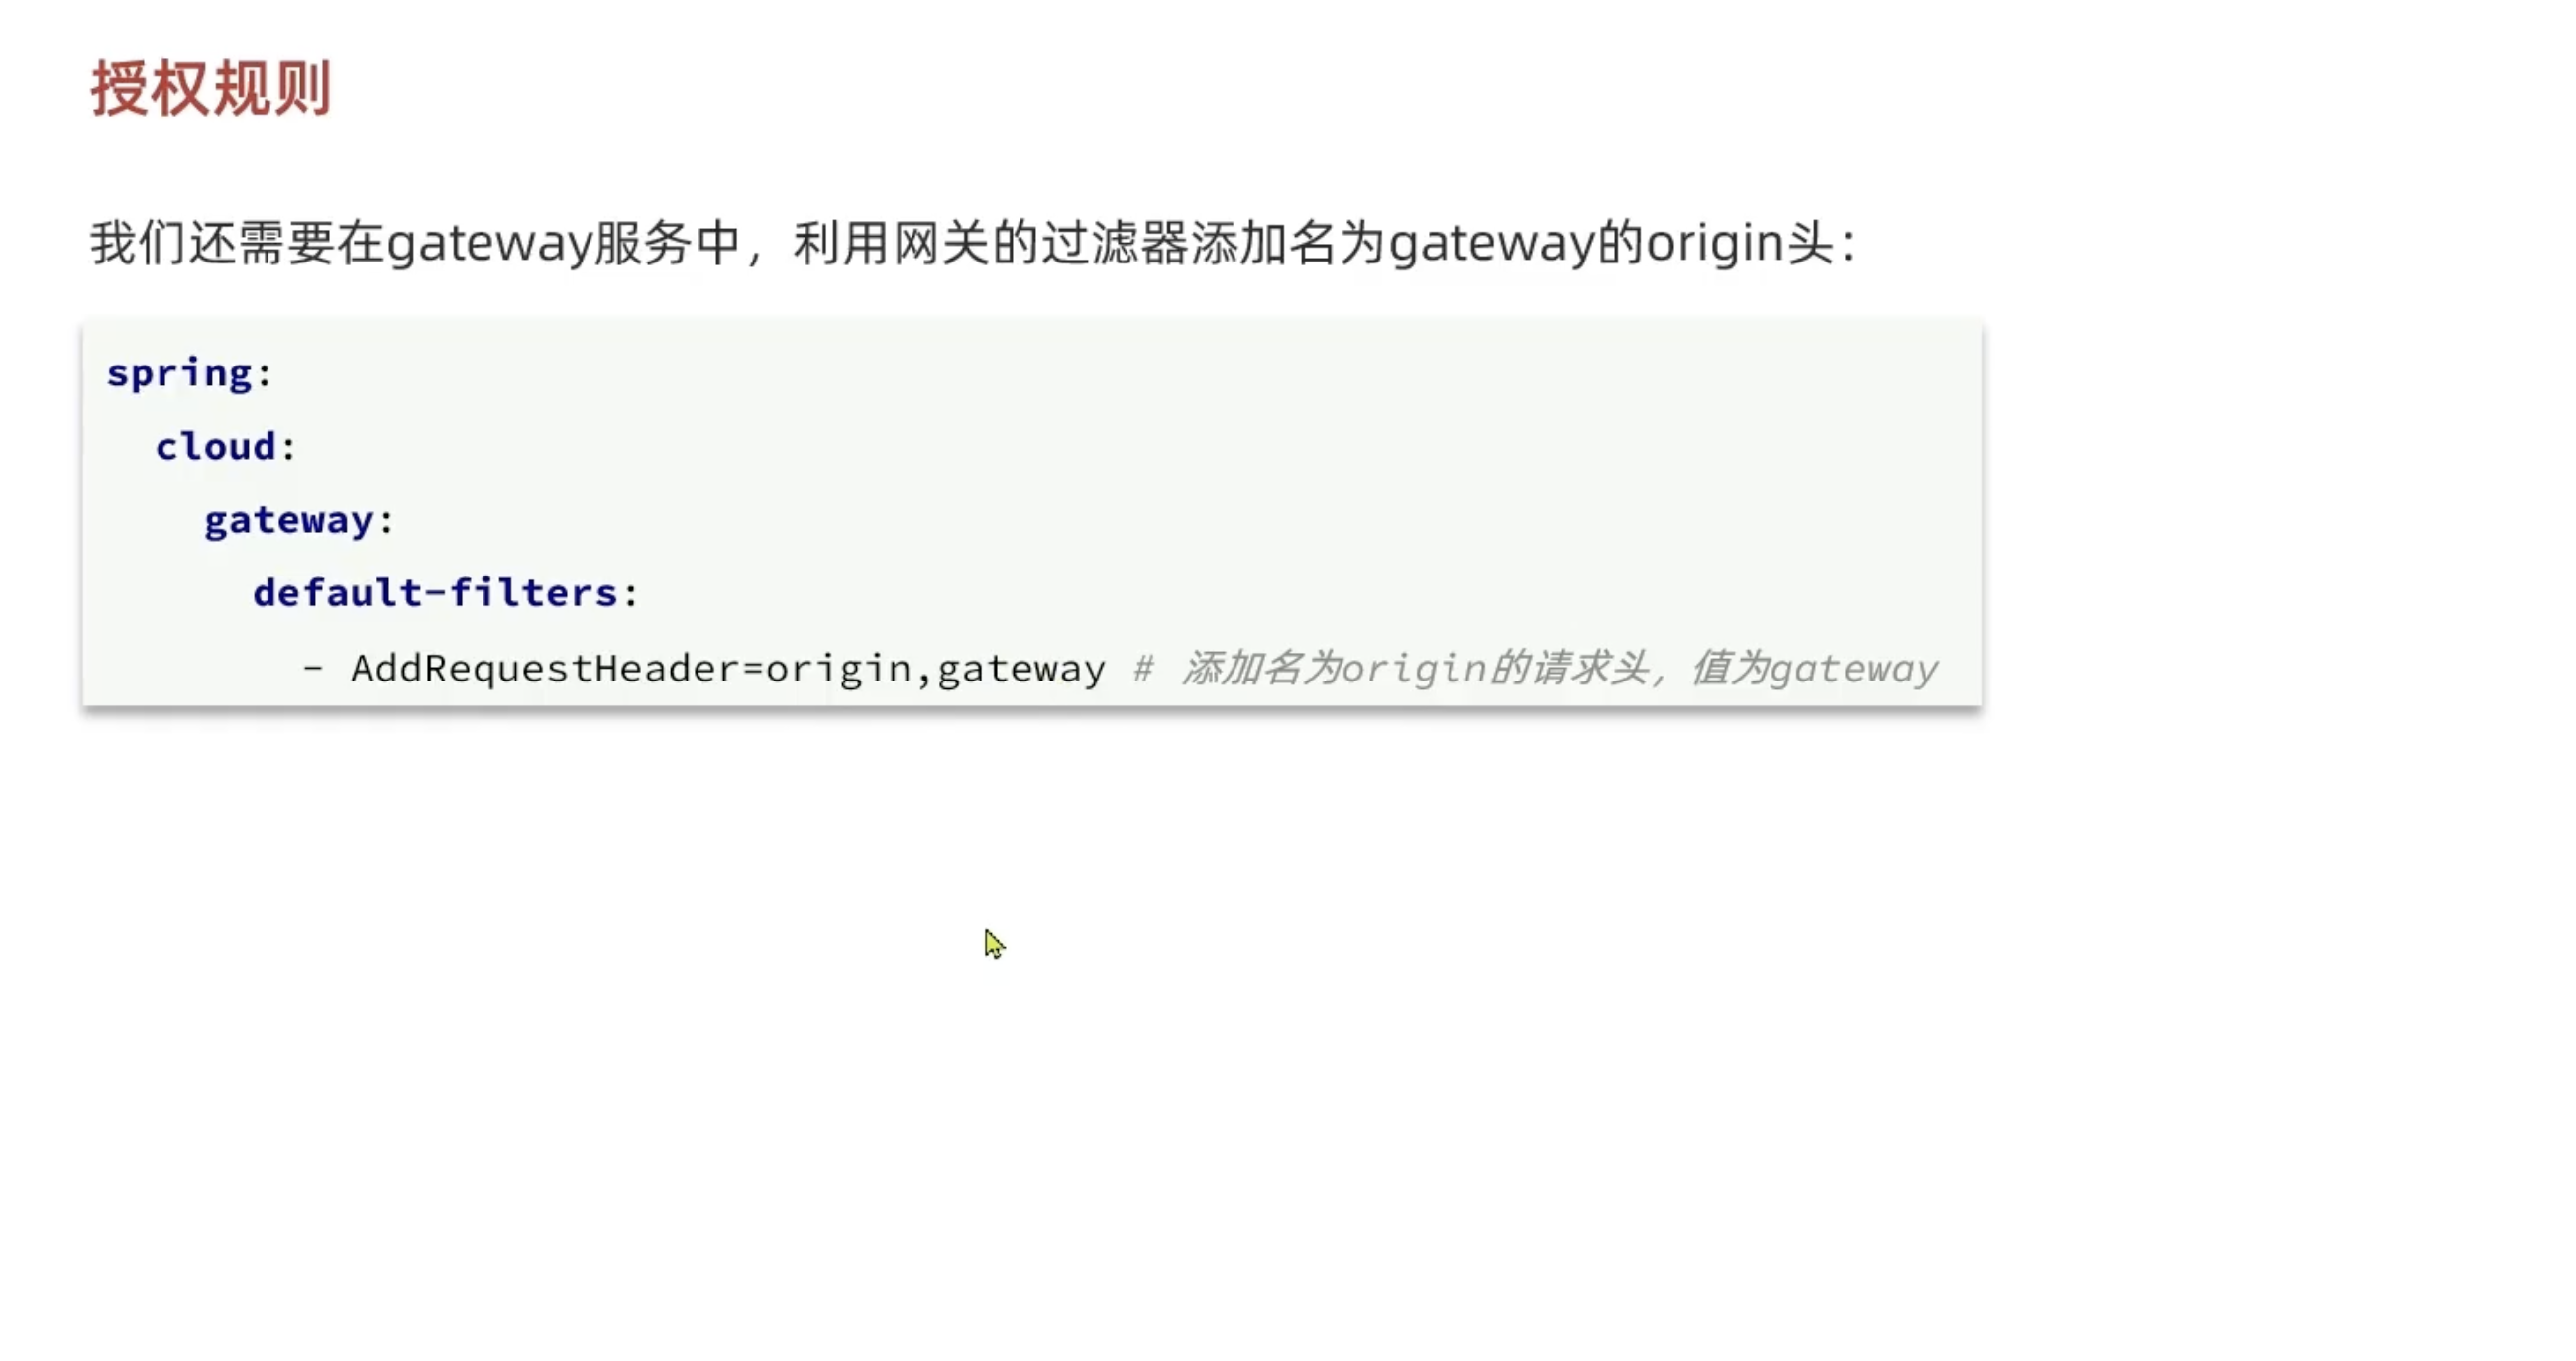 授权规则
我们还需要在gateway服务中，利用网关的过滤器添加名为gateway的origin头：
spring:
  cloud:
    gateway:
      default-filters:
        - AddRequestHeader=origin,gateway # 添加名为origin的请求头，值为gateway